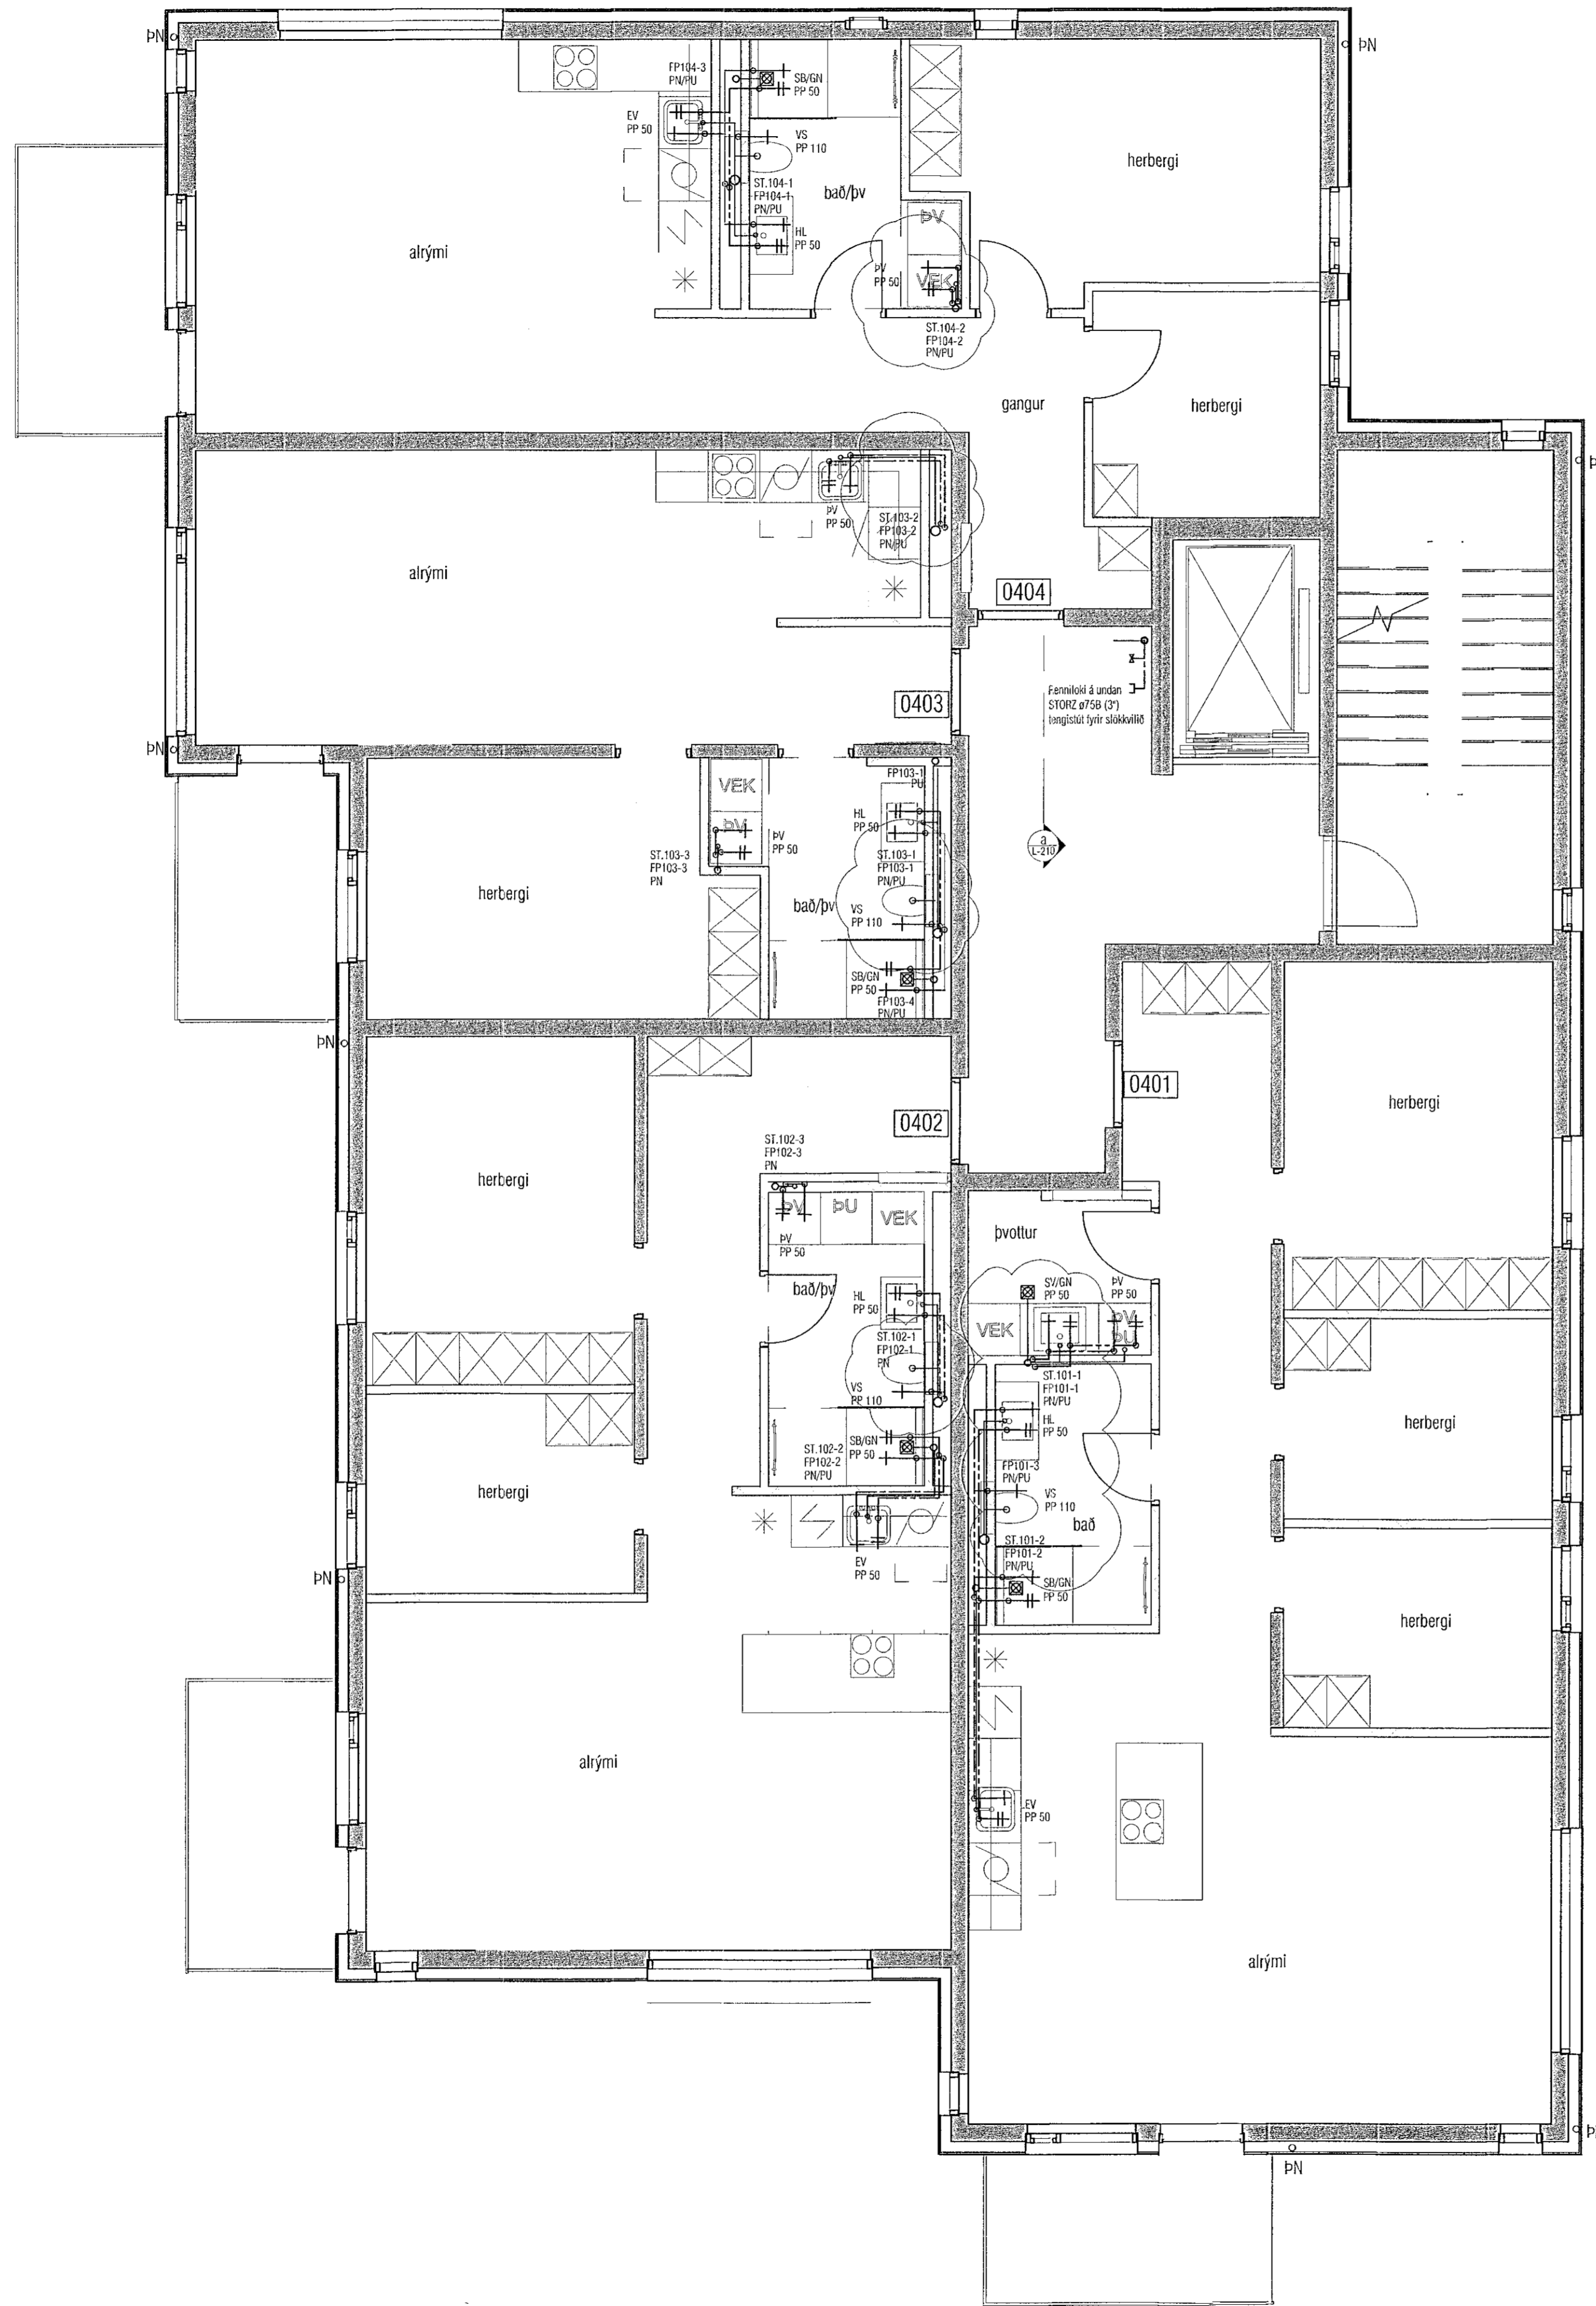 ÞN
FP104-3
PN/PU
SB/GN
PP 50
ÞN
EV
PP 50
VS
PP 110
herbergi
ST.104-1
FP104-1
PN/PU
bað/þv
HL
PP 50
ÞV
alrými
ÞV
PP 50
VEK
ST.104-2
FP104-2
PN/PU
gangur
herbergi
ÞV
PP 50
ST.103-2
FP103-2
PN/PU
alrými
0404
Renniloki á undan
STORZ ø75B (3")
tengistút fyrir slökkvilið
0403
ÞN
FP103-1
PU
VEK
HL
PP 50
ÞV
ÞV
PP 50
a
L-210
ST.103-3
FP103-3
PN
ST.103-1
FP103-1
PN/PU
herbergi
bað/þv
VS
PP 110
SB/GN
PP 50
FP103-4
PN/PU
ÞN
0401
herbergi
0402
ST.102-3
FP102-3
PN
herbergi
ÞV
ÞU
VEK
þvottur
ÞV
PP 50
bað/þv
HL
PP 50
SV/GN
PP 50
ÞV
PP 50
VEK
ÞV
ÞU
ST.102-1
FP102-1
PN
ST.101-1
FP101-1
PN/PU
VS
PP 110
HL
PP 50
herbergi
ST.102-2
FP102-2
PN/PU
SB/GN
PP 50
FP101-3
PN/PU
herbergi
VS
PP 110
bað
ST.101-2
FP101-2
PN/PU
EV
PP 50
ÞN
SB/GN
PP 50
herbergi
alrými
EV
PP 50
alrými
ÞN